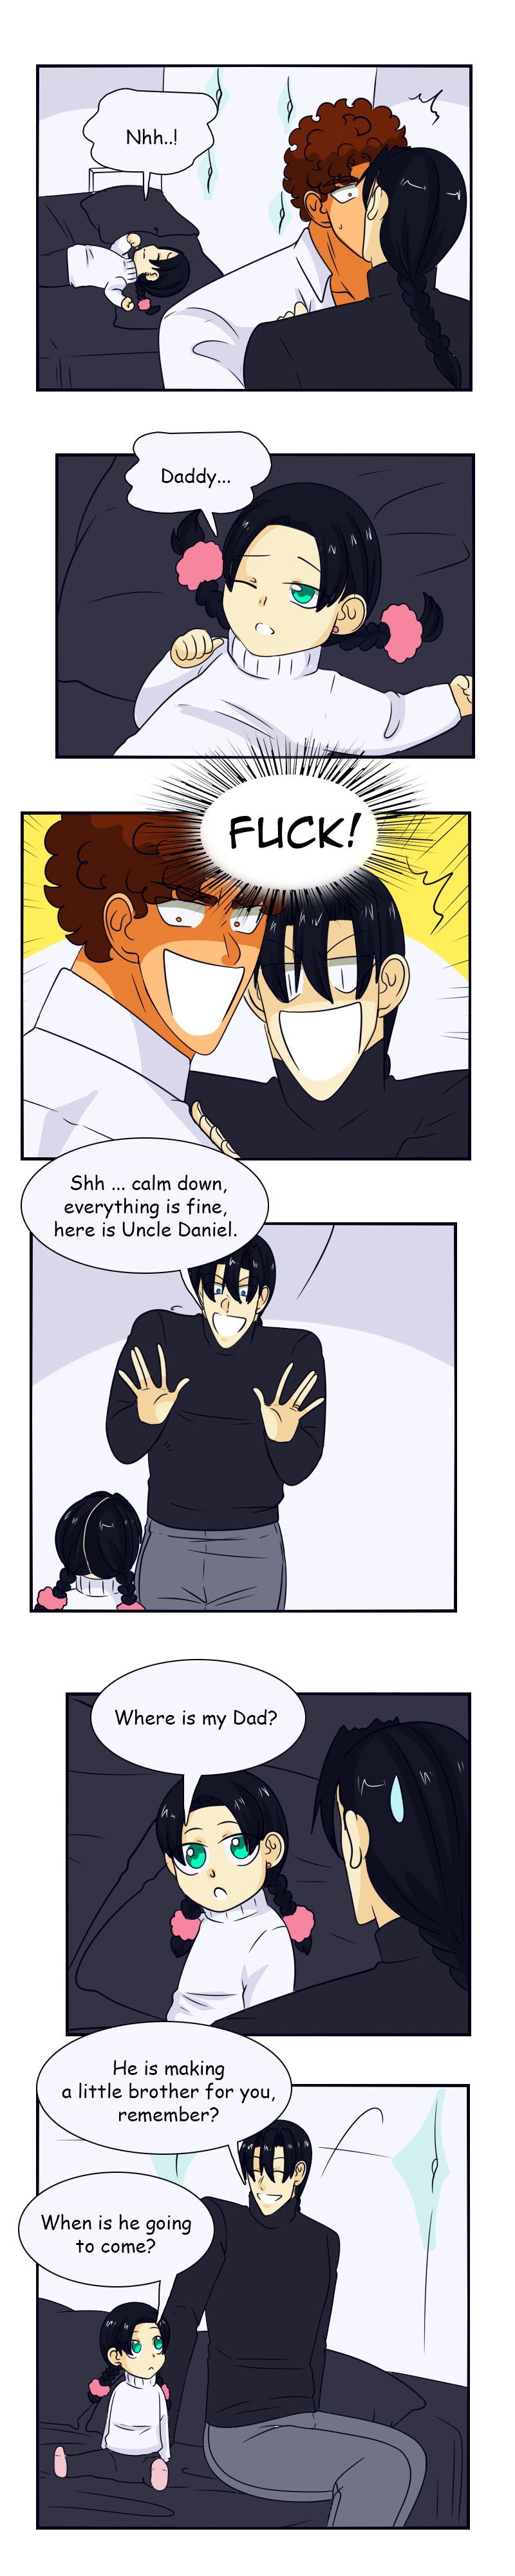 Nhh..!
Daddy...
FUCK!
Shh ... calm down,
everything is fine,
here is Uncle Daniel.
Where is my Dad?
He is making
a little brother for you,
remember?
When is he going
to come?